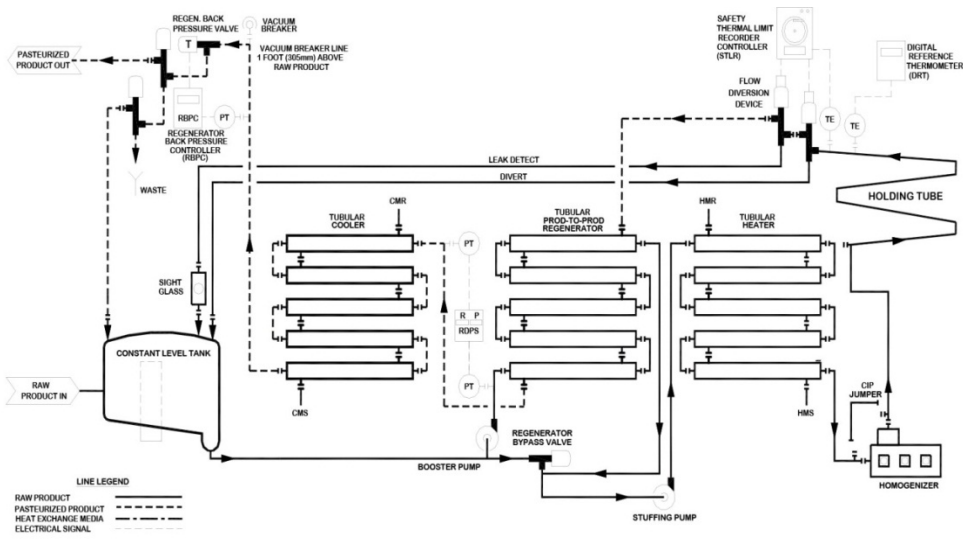 REGEN. BACK
PRESSURE VALVE
VACUUM
BREAKER
PASTEURIZED
PRODUCT OUT
T
VACUUM BREAKER LINE
1 FOOT (305mm) ABOVE
RAW PRODUCT
SAFETY
THERMAL LIMIT
RECORDER
CONTROLLER
(STLR)
DIGITAL
REFERENCE
THERMOMETER
(DRT)
FLOW
DIVERSION
DEVICE
RBPC
PT
TE
TE
REGENERATOR
BACK PRESSURE
CONTROLLER
(RBPC)
WASTE
LEAK DETECT
DIVERT
HOLDING TUBE
CMR
HMR
TUBULAR
COOLER
TUBULAR
PROD-TO-PROD
REGENERATOR
TUBULAR
HEATER
PT
SIGHT
GLASS
R P
RDPS
CONSTANT LEVEL TANK
PT
RAW
PRODUCT IN
CMS
HMS
CIP
JUMPER
REGENERATOR
BYPASS VALVE
BOOSTER PUMP
HOMOGENIZER
STUFFING PUMP
LINE LEGEND
RAW PRODUCT
PASTEURIZED PRODUCT
HEAT EXCHANGE MEDIA
ELECTRICAL SIGNAL